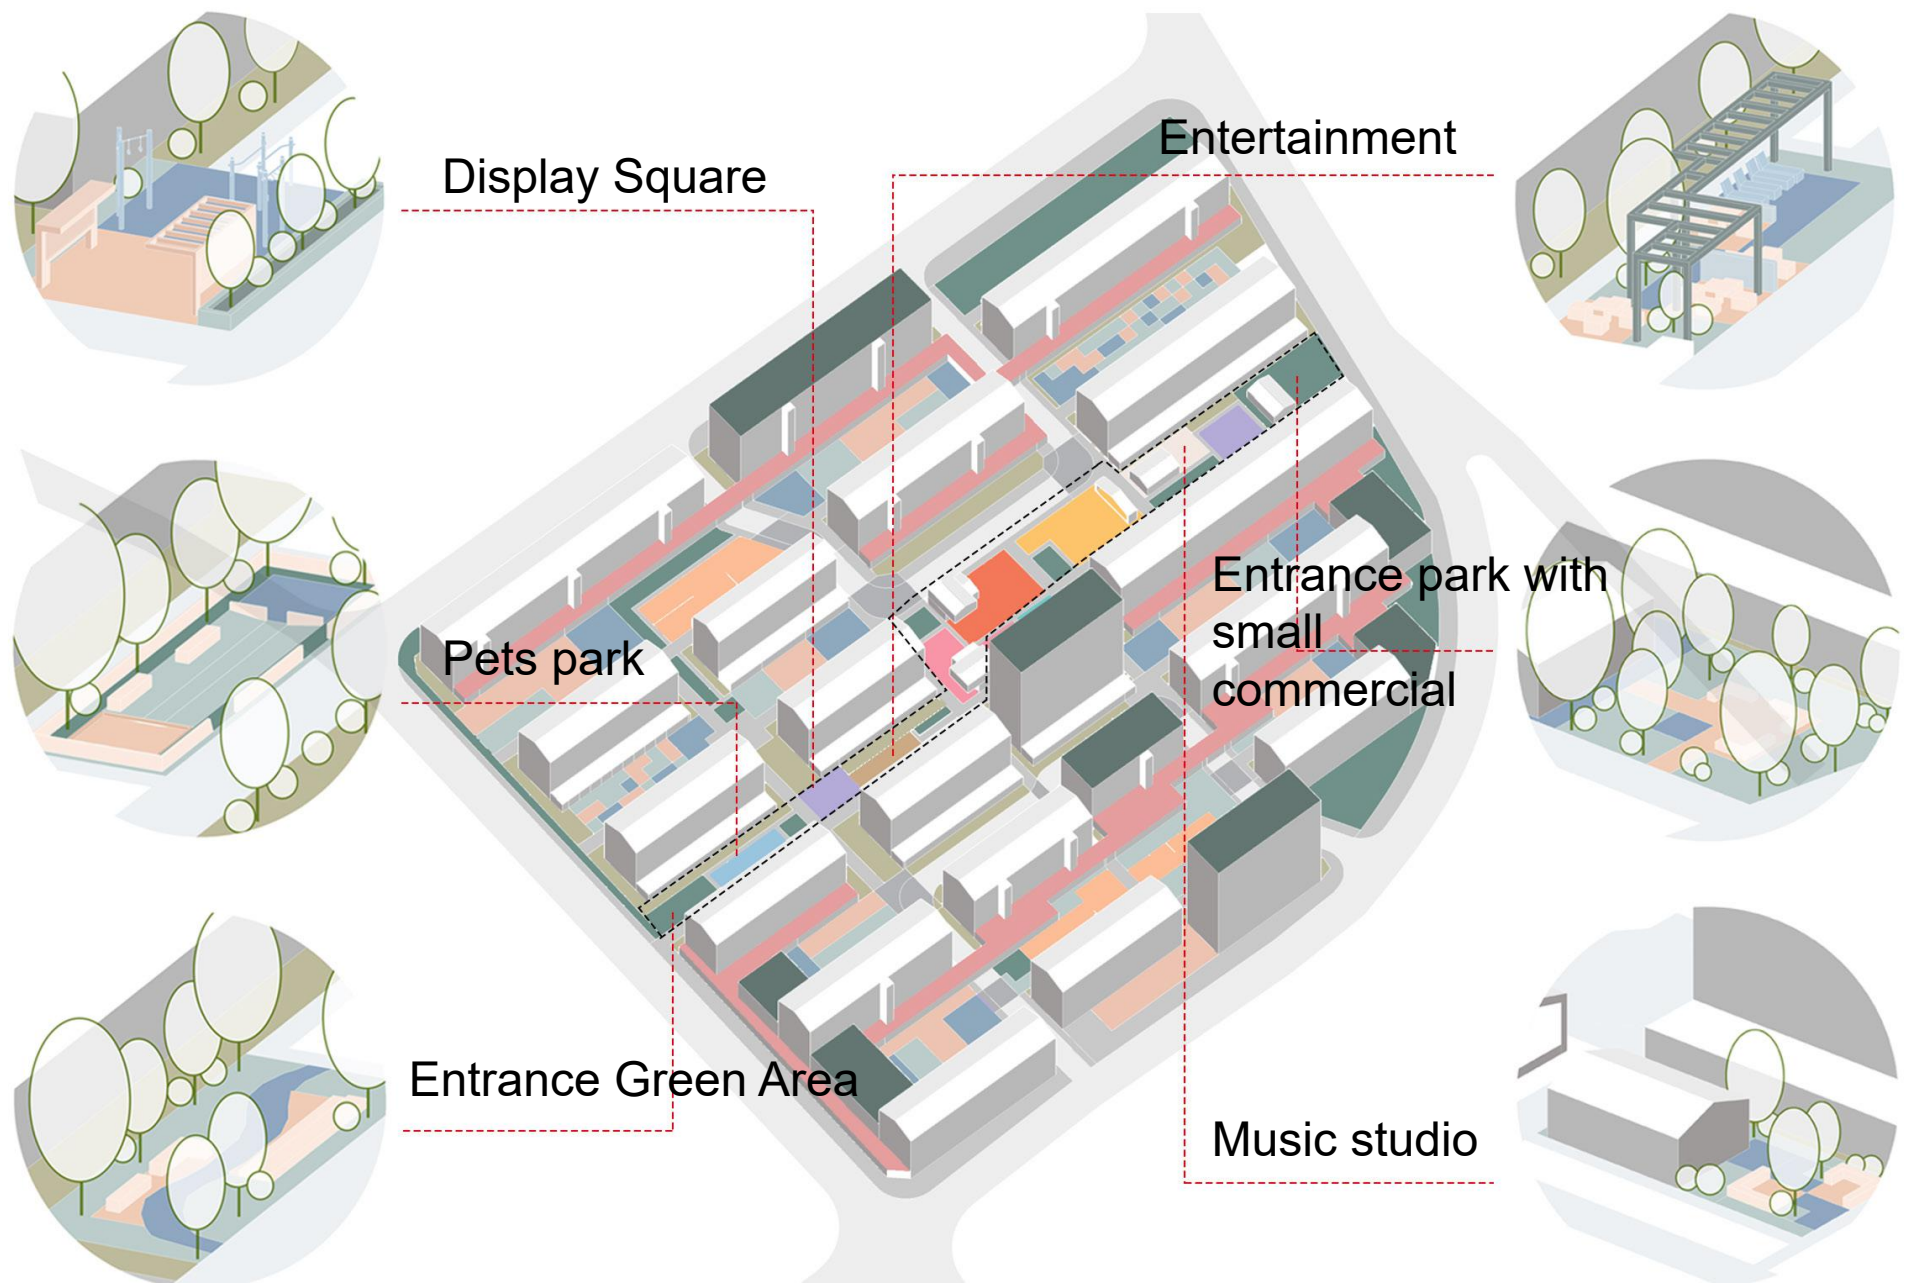 Display Square
Entertainment
Pets park
Entrance park with
small
commercial
Entrance Green Area
Music studio